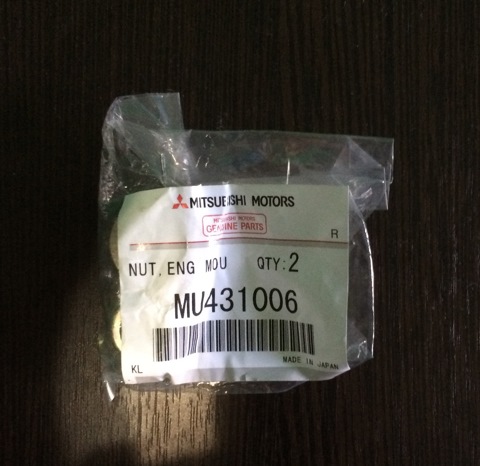 MITSUBISHI MOTORS
MITSUBISHI MOTORS
GENUINE PARTS
R
NUT, ENG MOU QTY:2
MU431006
KL
MADE IN JAPAN